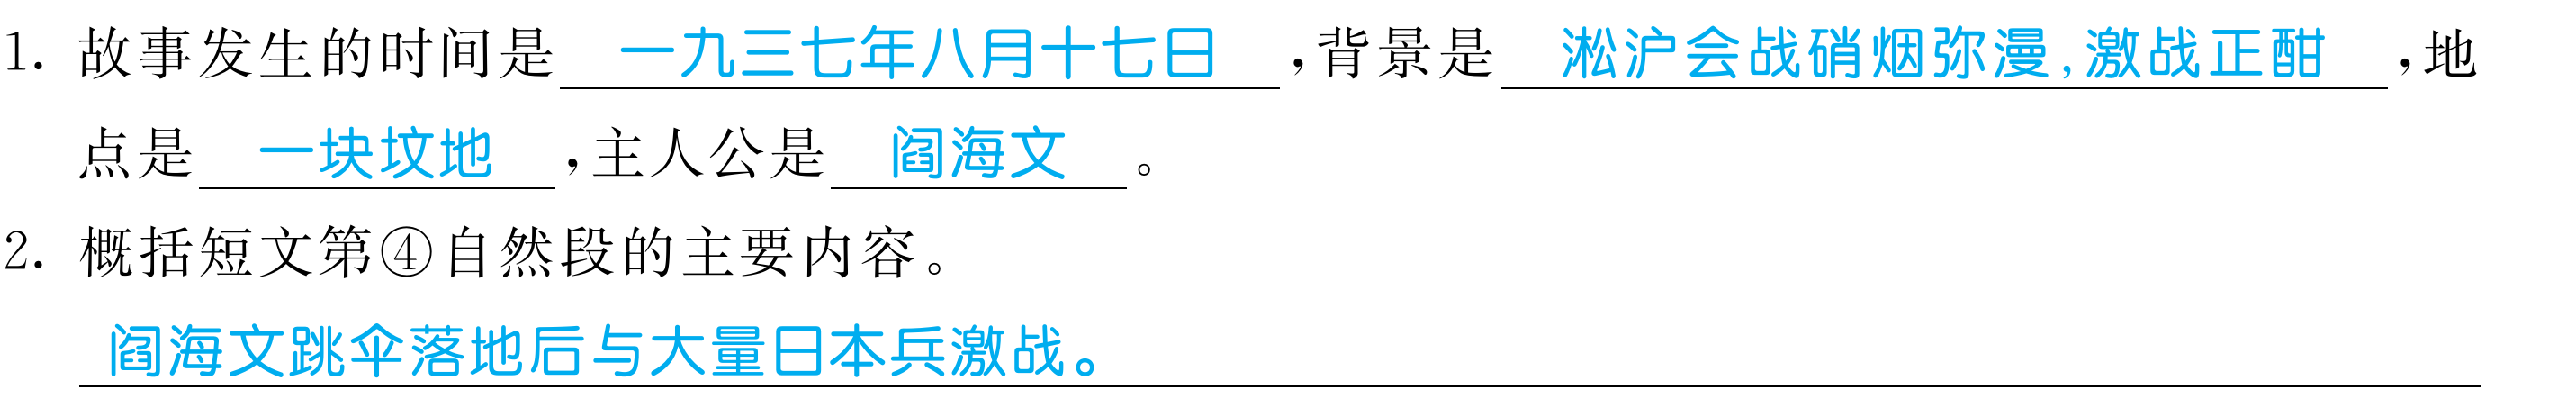 1. 故事发生的时间是 一九三七年八月十七日 ,背景是 淞沪会战硝烟弥漫,激战正酣 ,地
点是 一块坟地 ,主人公是 阎海文 。
2. 概括短文第④自然段的主要内容。
阎海文跳伞落地后与大量日本兵激战。